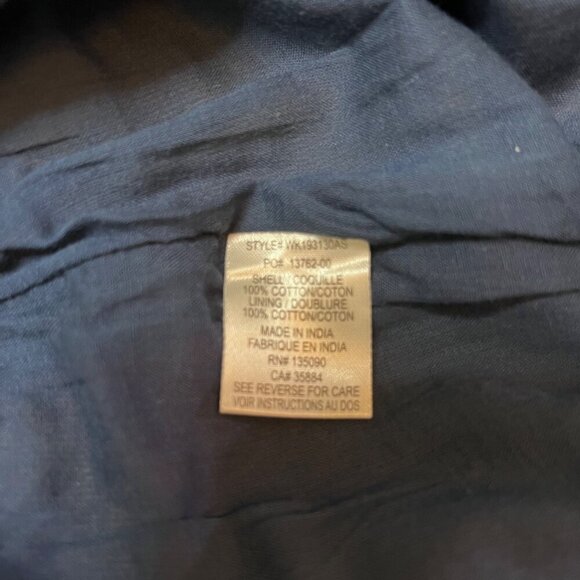 STYLE# WK193130AS
PO# 13762-00
SHELL / COQUILLE
100% COTTON/COTON
LINING / DOUBLURE
100% COTTON/COTON
MADE IN INDIA
FABRIQUE EN INDIA
RN# 135090
CA# 35884
SEE REVERSE FOR CARE
VOIR INSTRUCTIONS AU DOS